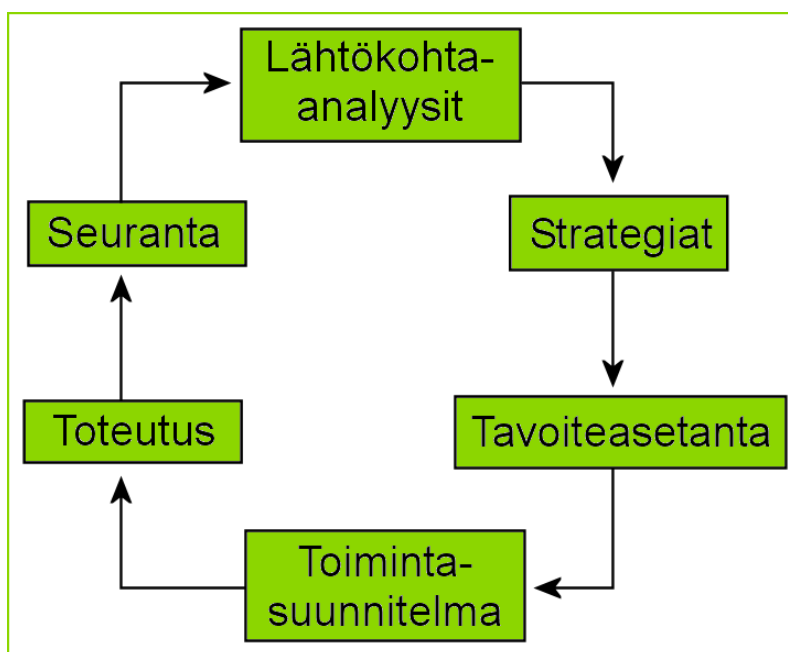 Lähtökohta-
analyysit
Strategiat
Tavoiteasetanta
Toiminta-
suunnitelma
Toteutus
Seuranta